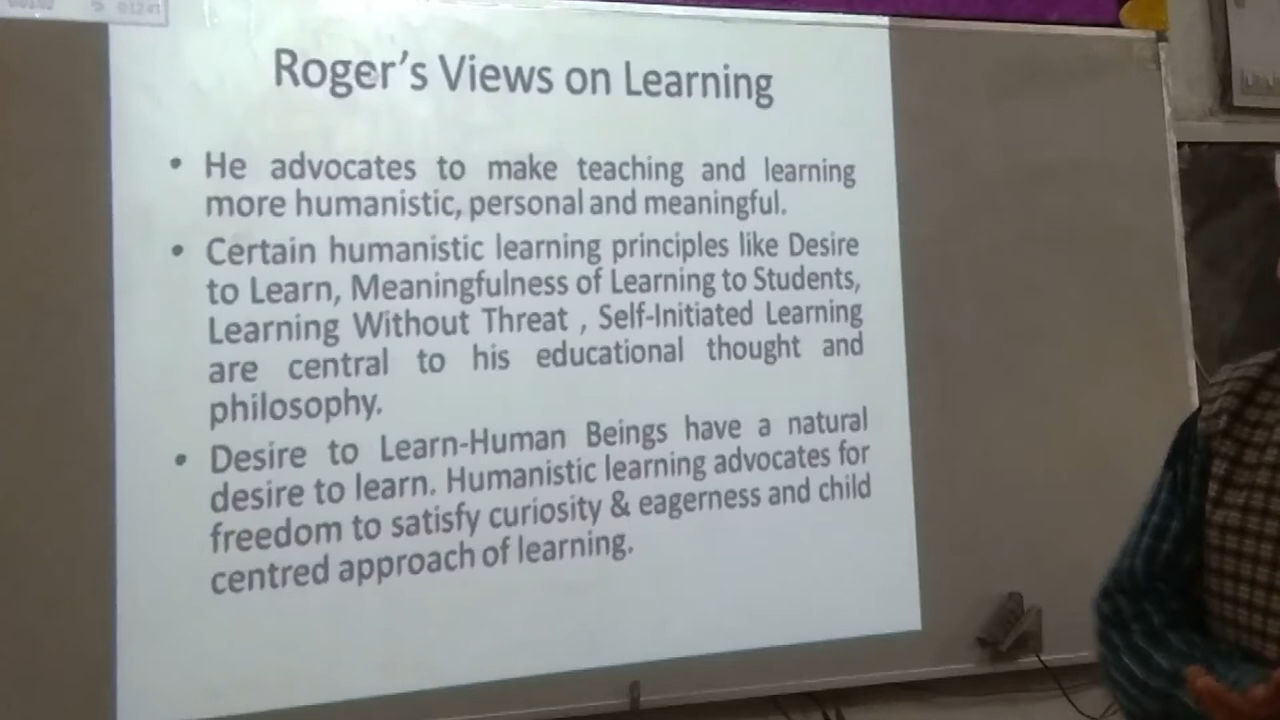 Roger's Views on Learning
• He advocates to make teaching and learning
more humanistic, personal and meaningful.
• Certain humanistic learning principles like Desire
to Learn, Meaningfulness of Learning to Students,
Learning Without Threat , Self-Initiated Learning
are central to his educational thought and
philosophy.
• Desire to Learn-Human Beings have a natural
desire to learn. Humanistic learning advocates for
freedom to satisfy curiosity & eagerness and child
centred approach of learning.